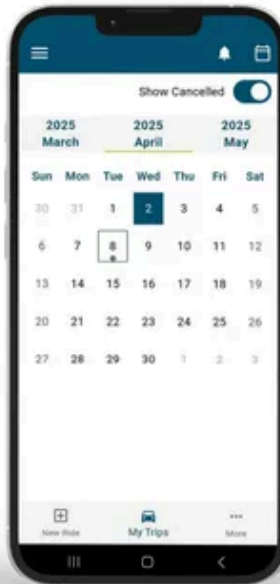 Show Cancelled
2025 2025 2025
March April May
Sun Mon Tue Wed Thu Fri Sat
30 31 1 2 3 4 5
6 7 8 9 10 11 12
13 14 15 16 17 18 19
20 21 22 23 24 25 26
27 28 29 30 1 2 3
New Ride My Trips More